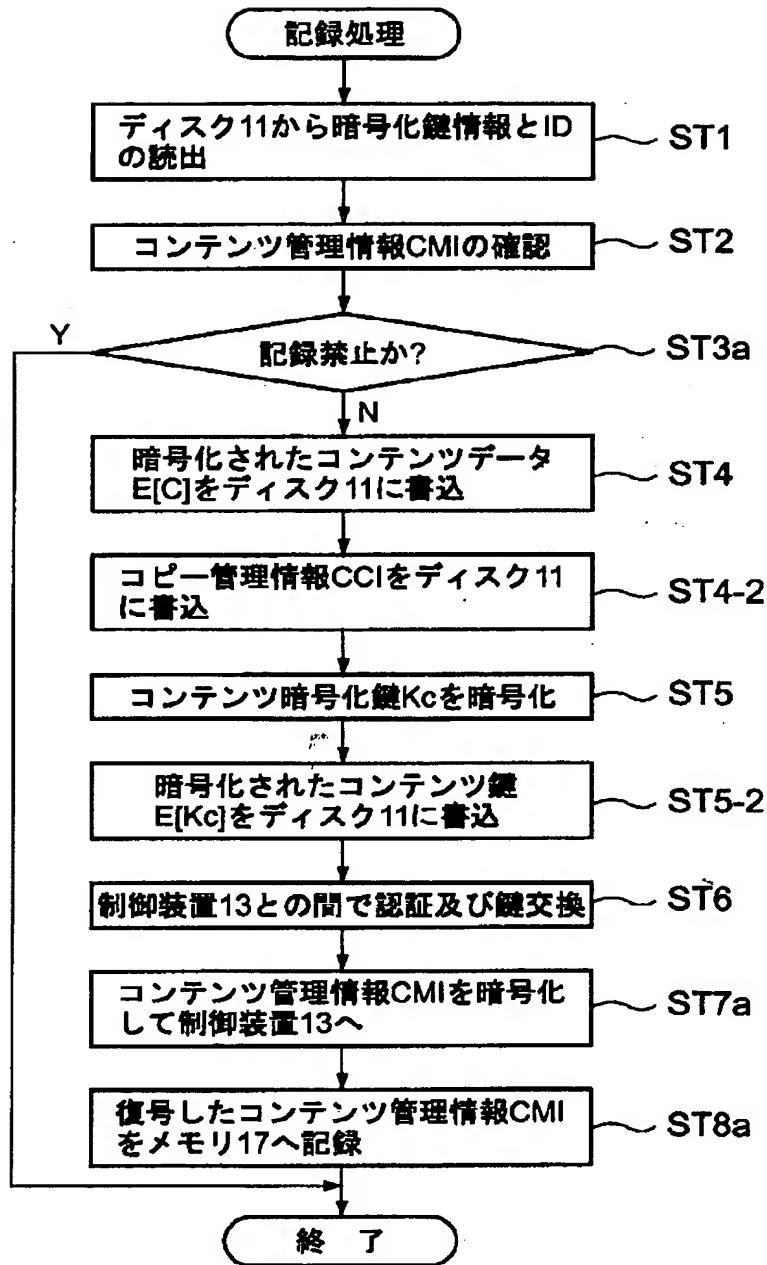 記録処理
ディスク11から暗号化鍵情報とID
の読出
ST1
コンテンツ管理情報CMIの確認
ST2
Y
記録禁止か?
ST3a
N
暗号化されたコンテンツデータ
E[C]をディスク11に書込
ST4
コピー管理情報CCIをディスク11
に書込
ST4-2
コンテンツ暗号化鍵Kcを暗号化
ST5
暗号化されたコンテンツ鍵
E[Kc]をディスク11に書込
ST5-2
制御装置13との間で認証及び鍵交換
ST6
コンテンツ管理情報CMIを暗号化
して制御装置13へ
ST7a
復号したコンテンツ管理情報CMI
をメモリ17へ記録
ST8a
終 了